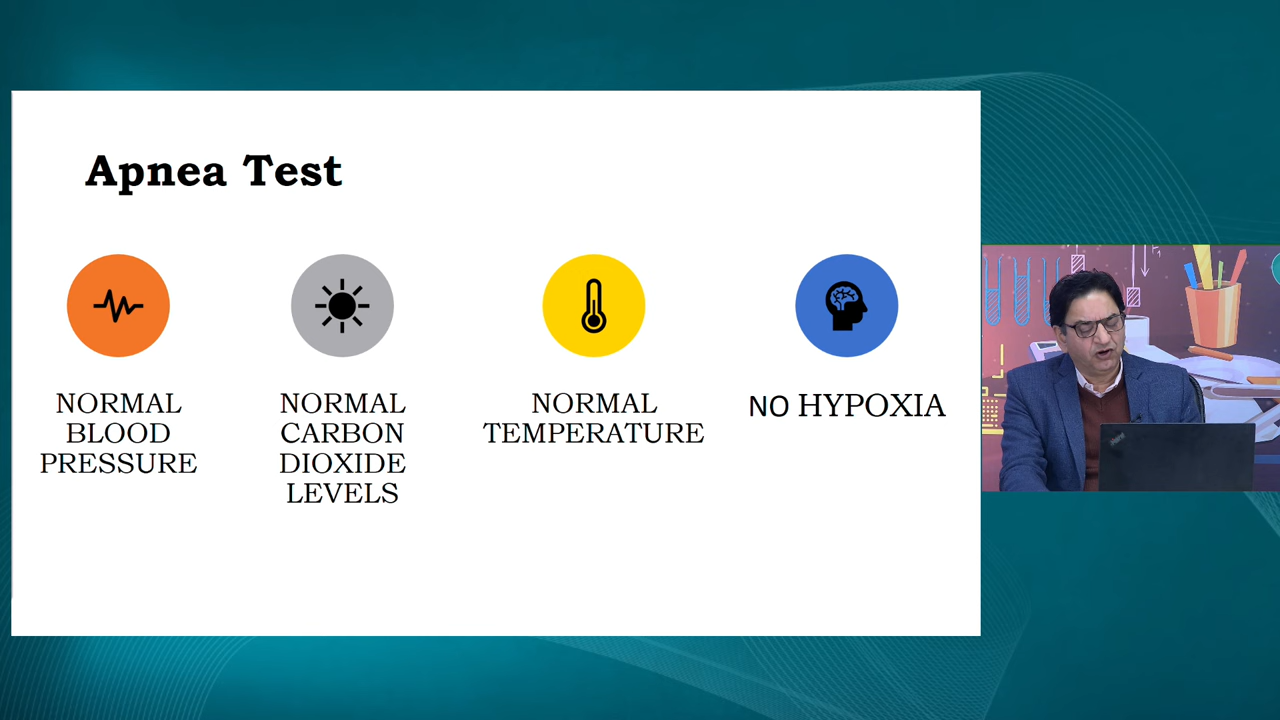 Apnea Test
NORMAL
BLOOD
PRESSURE
NORMAL
CARBON
DIOXIDE
LEVELS
NORMAL
TEMPERATURE
NO HYPOXIA